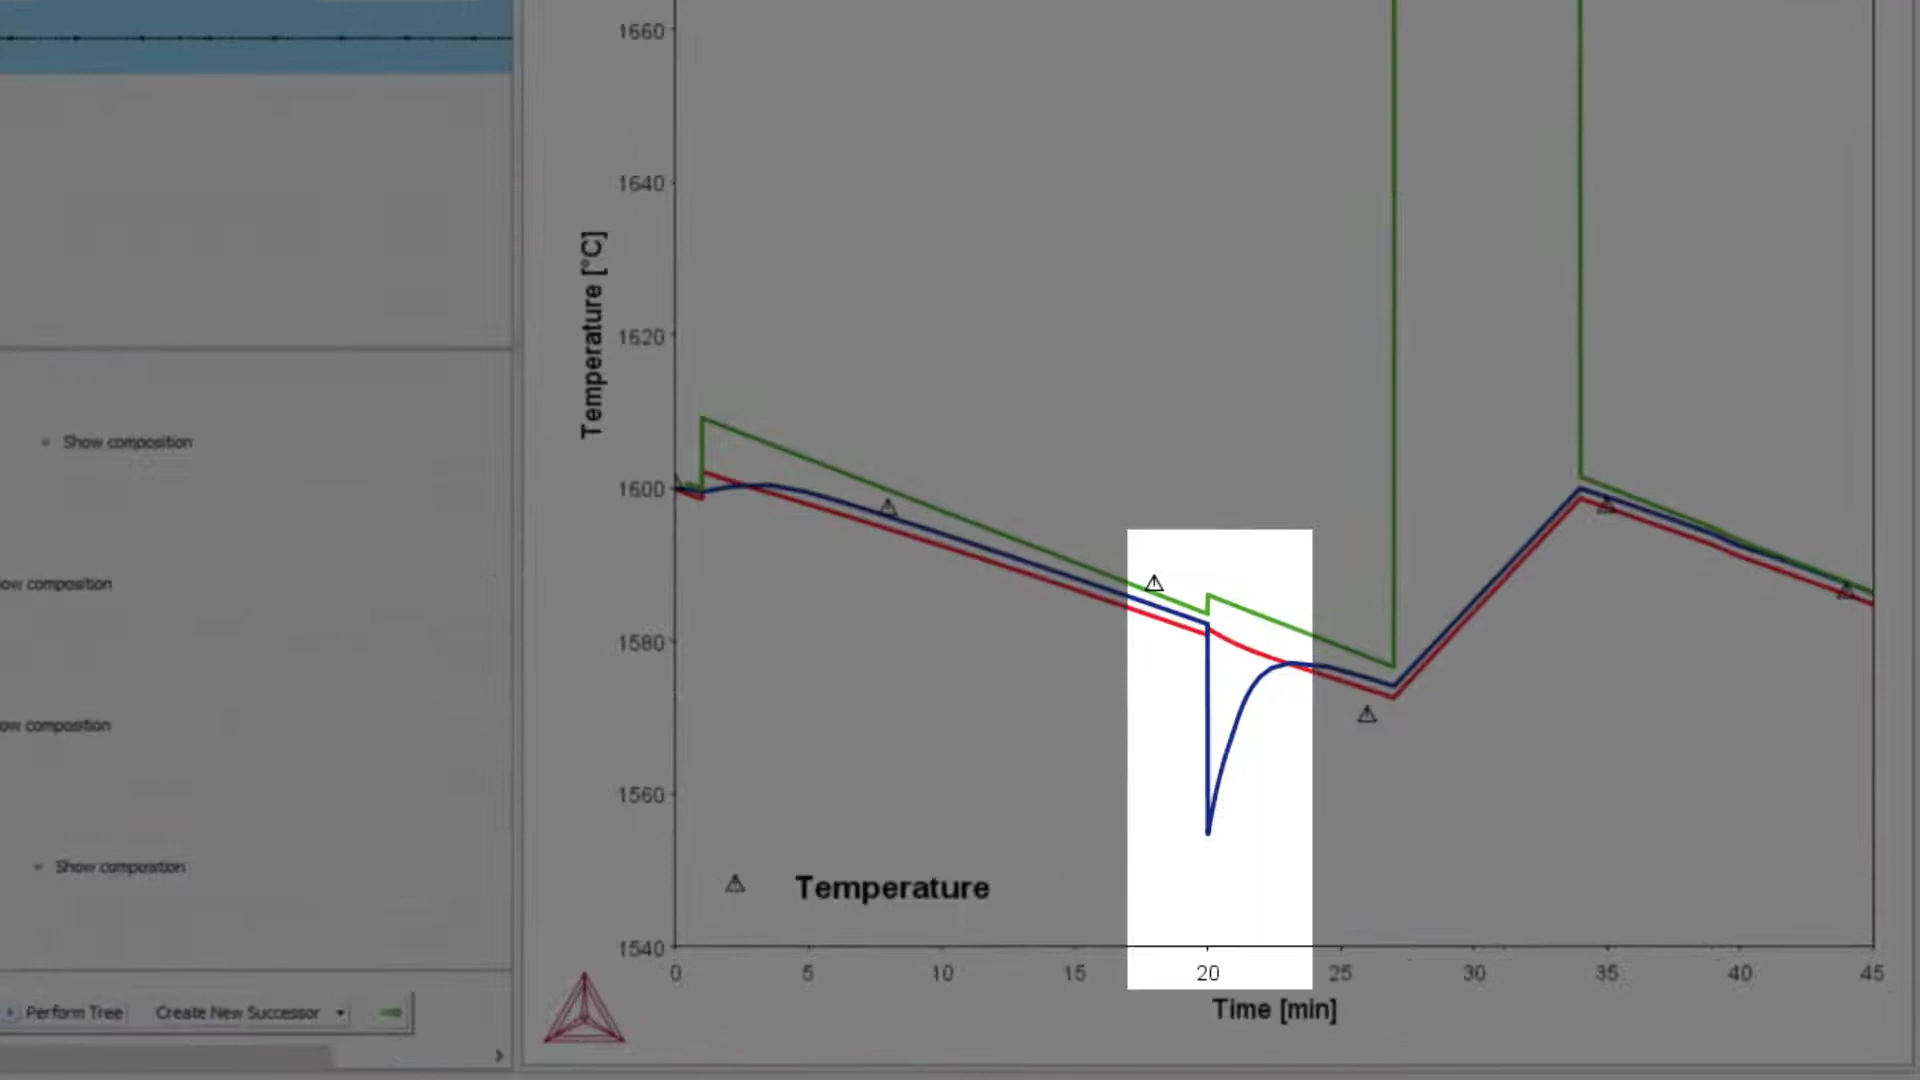 Show composition
ow composition
ow composition
Show composition
Perform Tree
Create New Successor
Temperature [°C]
1660
1640
1620
1600
1580
1560
1540
Temperature
0 5 10 15 20 25 30 35 40 45
Time [min]